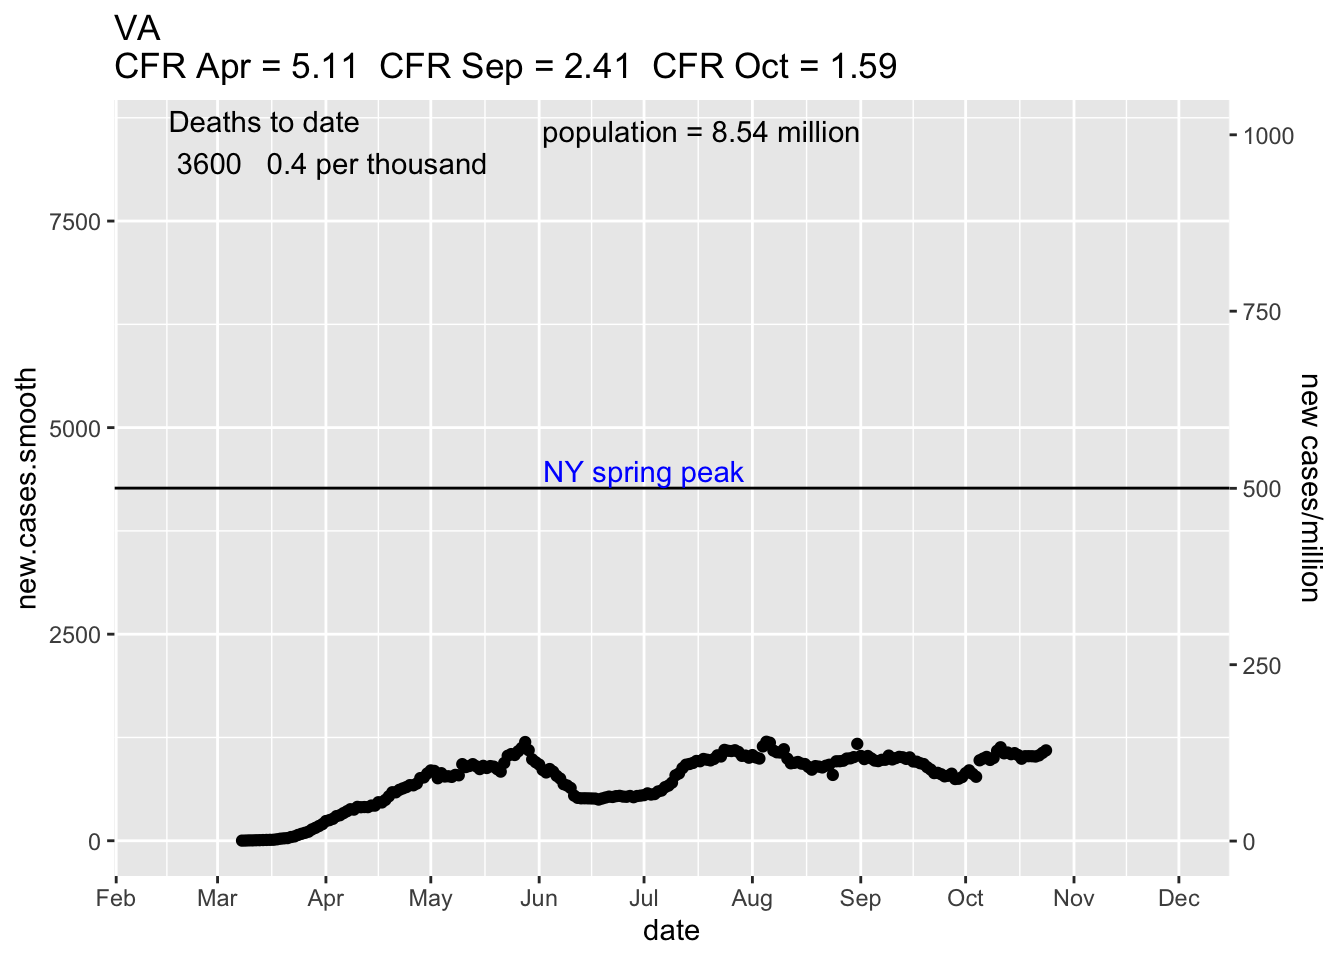 VA
CFR Apr = 5.11  CFR Sep = 2.41  CFR Oct = 1.59
Deaths to date
3600   0.4 per thousand
population = 8.54 million
NY spring peak
new.cases.smooth
7500
5000
2500
0
1000
750
500
250
0
new cases/million
Feb Mar Apr May Jun Jul Aug Sep Oct Nov Dec
date